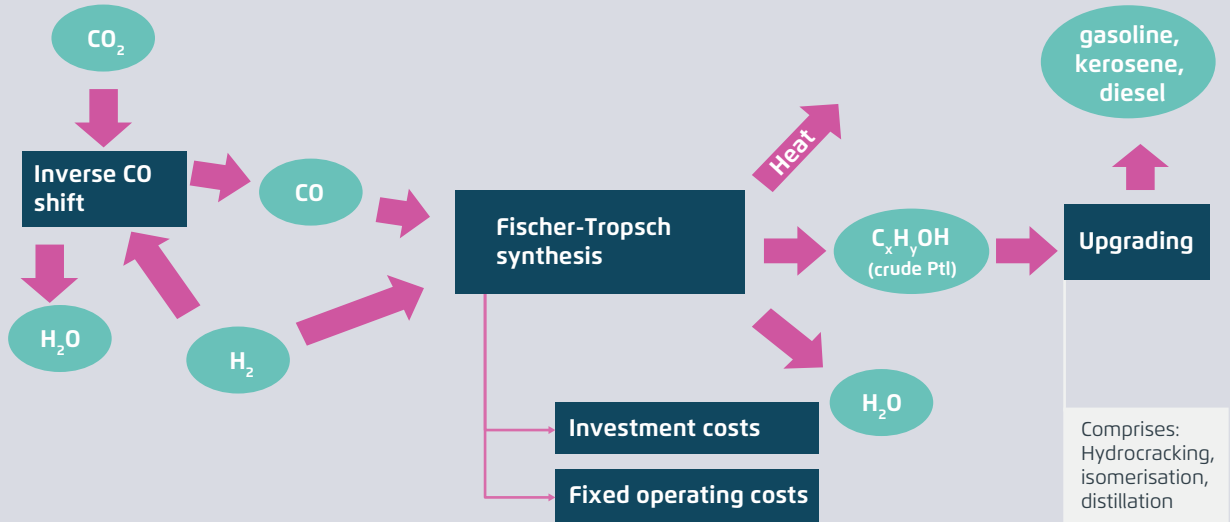 CO₂
gasoline,
kerosene,
diesel
Heat
Inverse CO
shift
CO
Fischer-Tropsch
synthesis
CₓHᵧOH
(crude Ptl)
Upgrading
H₂O
H₂
H₂O
Investment costs
Fixed operating costs
Comprises:
Hydrocracking,
isomerisation,
distillation